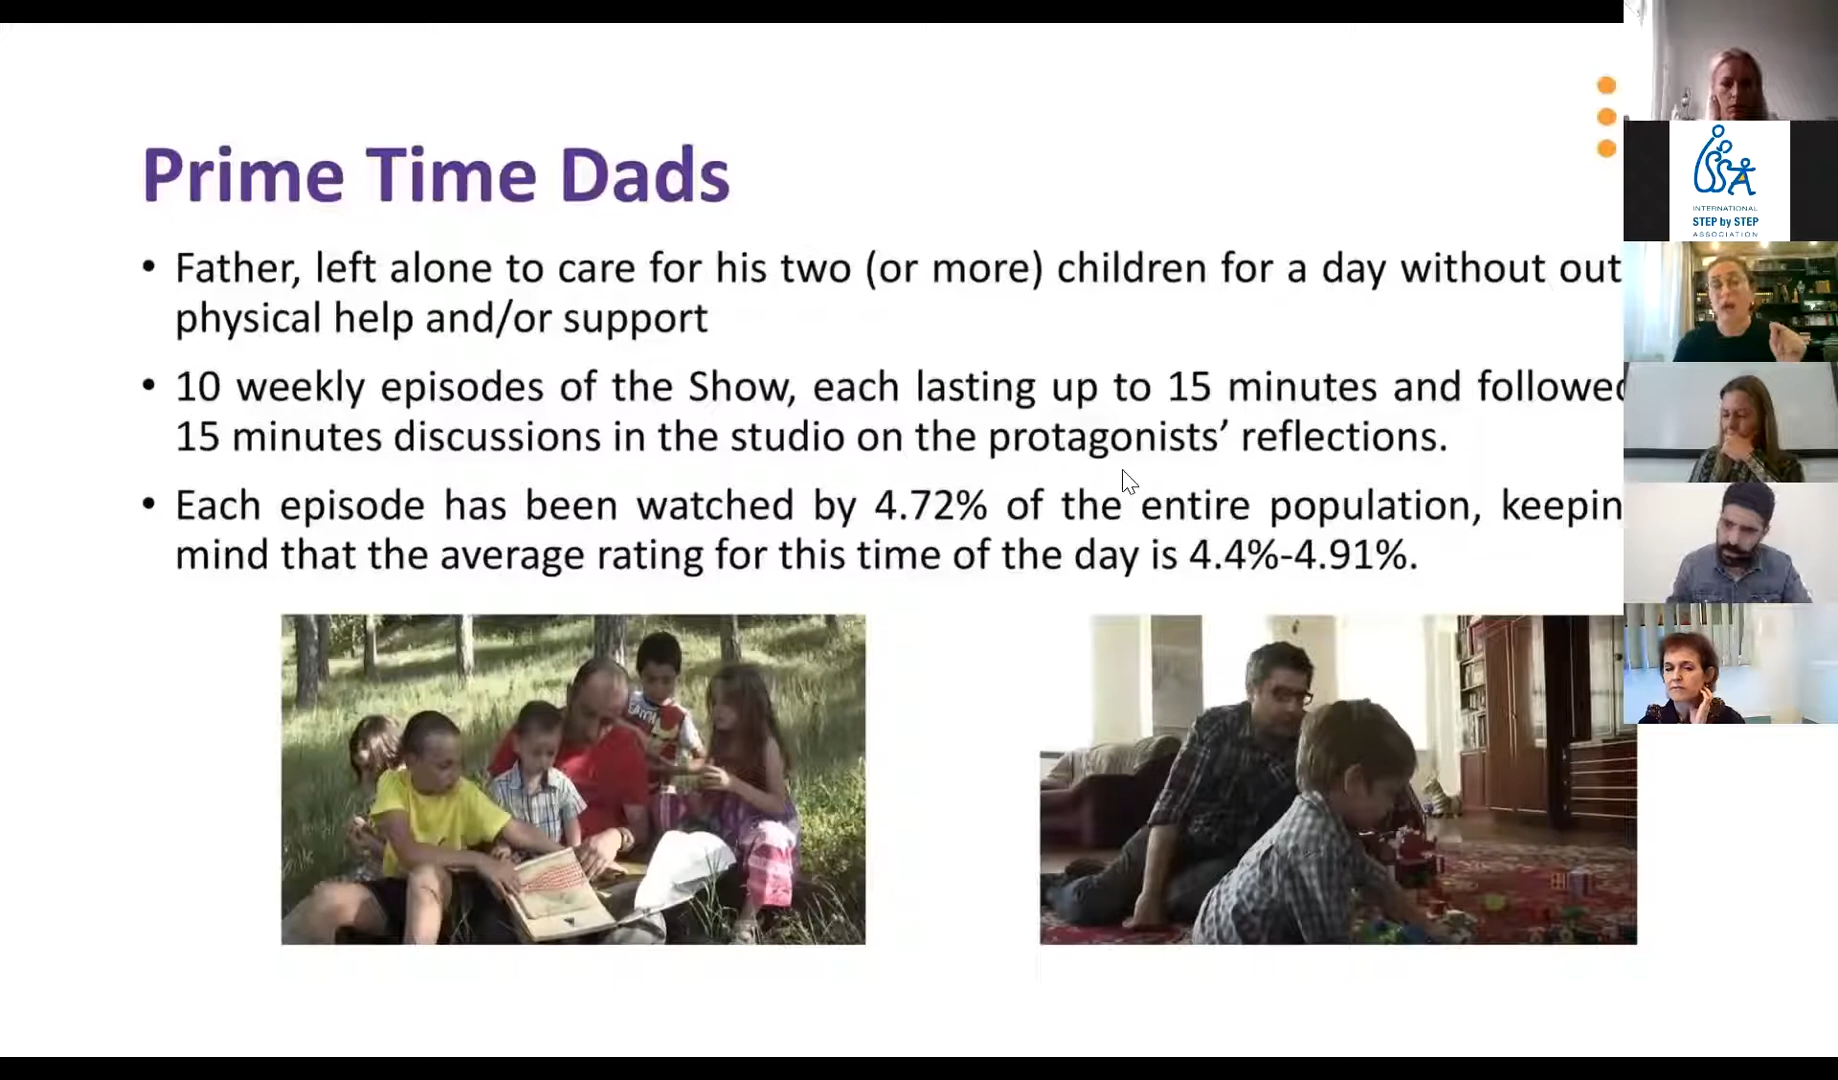 Prime Time Dads
• Father, left alone to care for his two (or more) children for a day without out
physical help and/or support
• 10 weekly episodes of the Show, each lasting up to 15 minutes and followed
15 minutes discussions in the studio on the protagonists’ reflections.
• Each episode has been watched by 4.72% of the entire population, keepin
mind that the average rating for this time of the day is 4.4%-4.91%.
INTERNATIONAL
STEP by STEP
ASSOCIATION